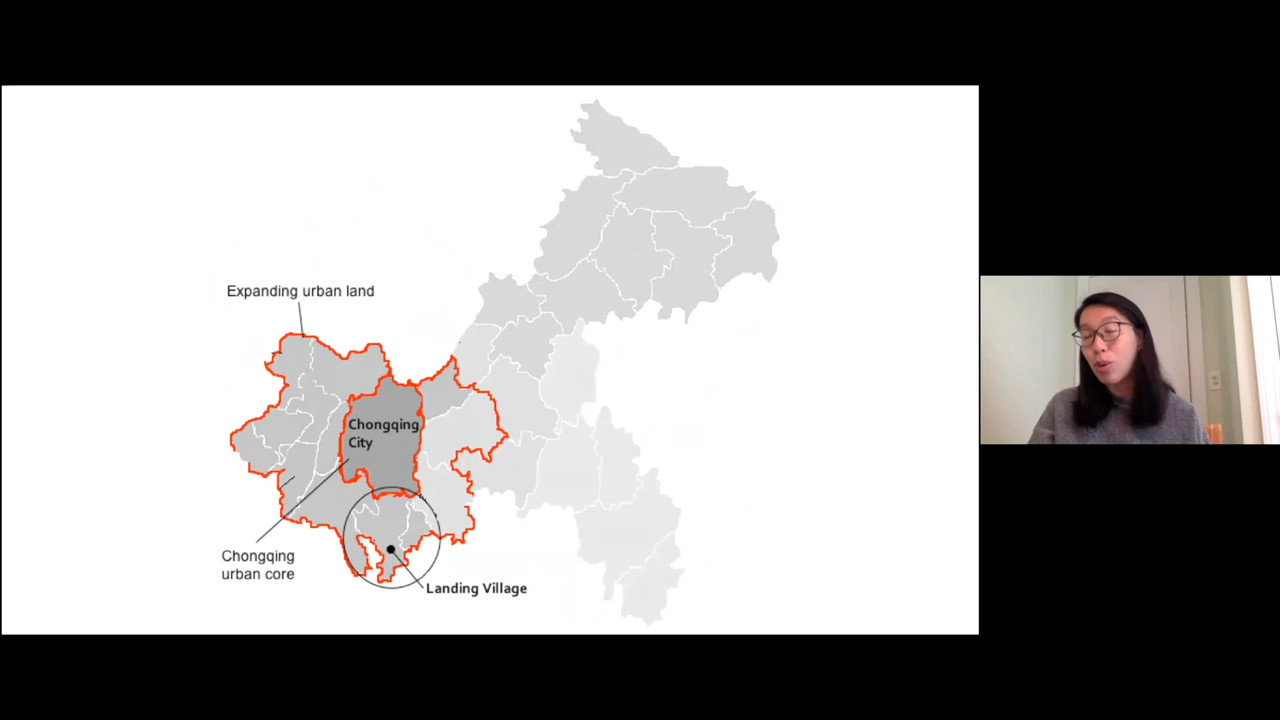 Expanding urban land
Chongqing
City
Chongqing
urban core
Landing Village